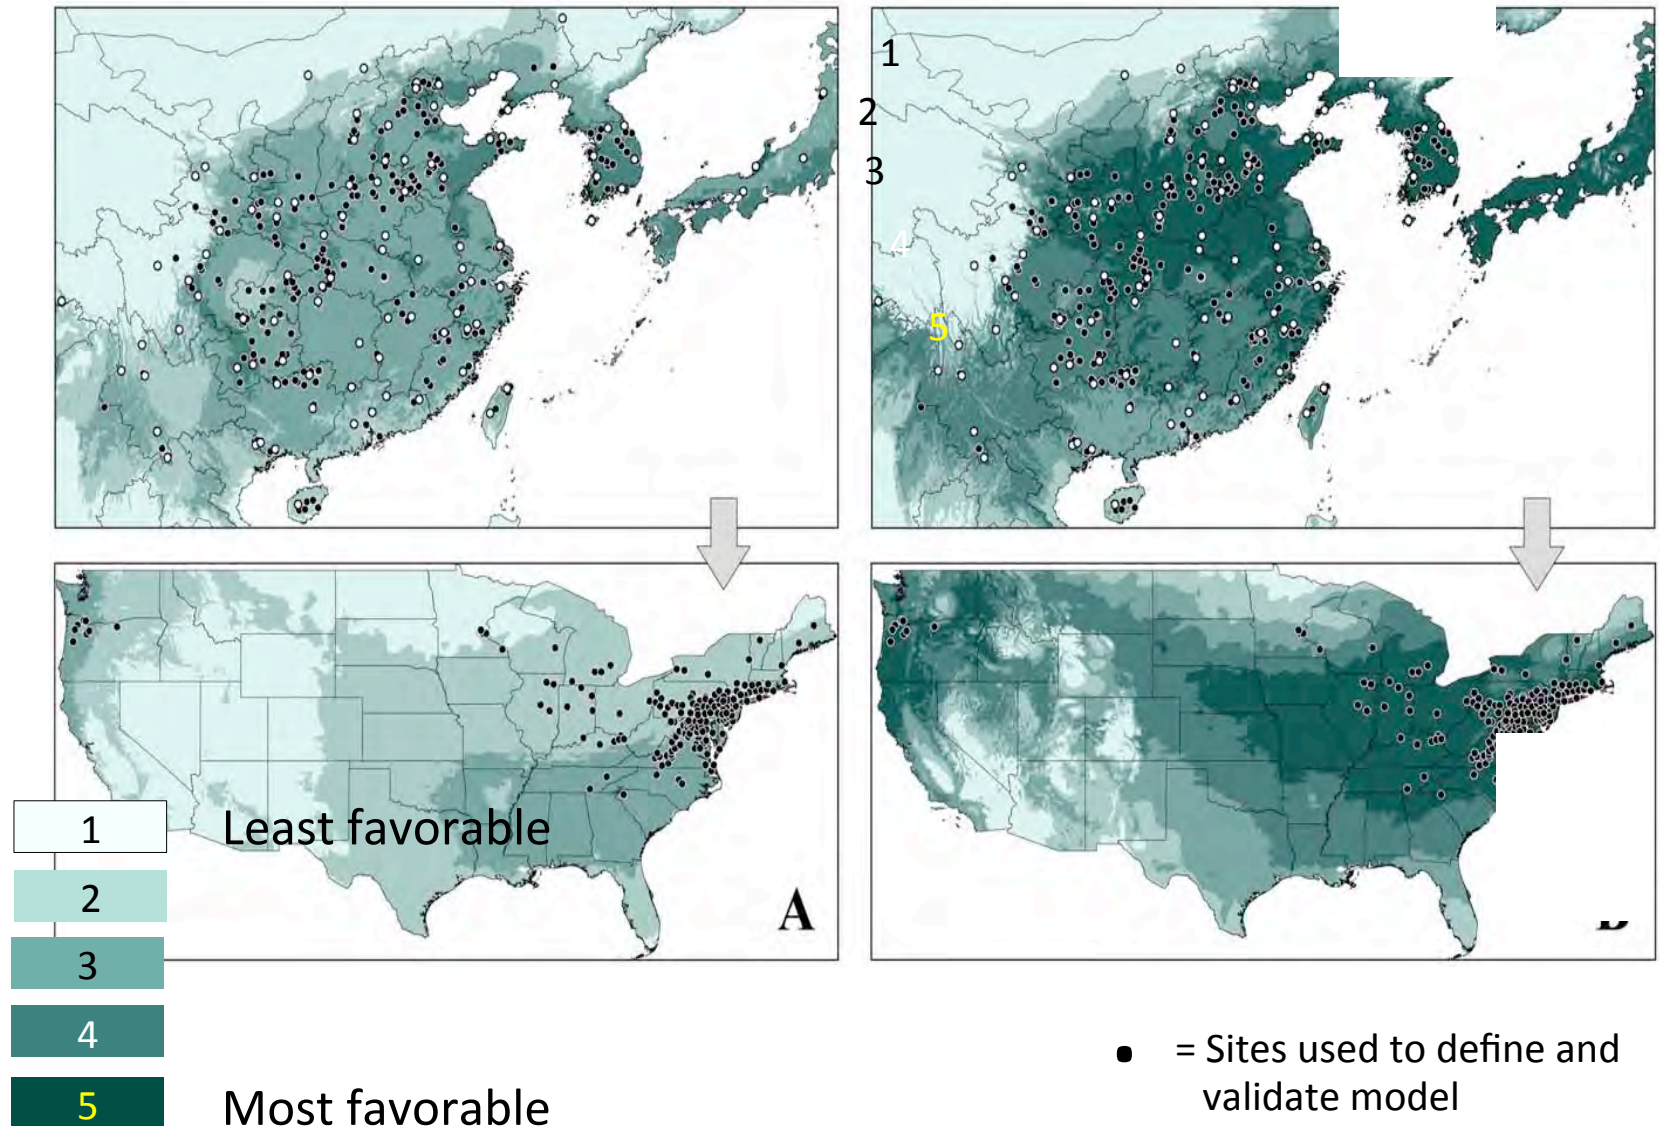 1
2
3
4
5
A
1
Least favorable
2
3
4
5
Most favorable
= Sites used to define and
validate model